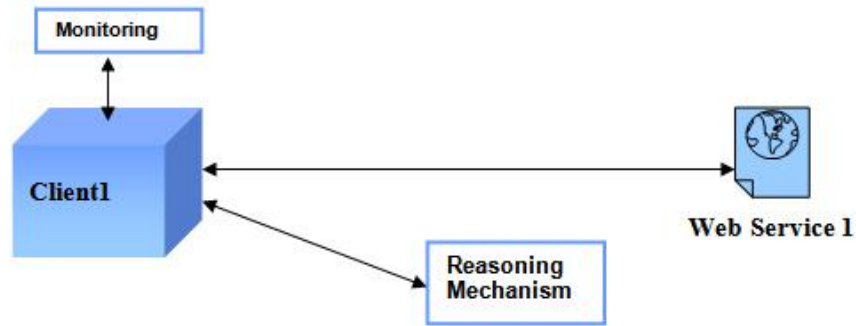 Monitoring
Client1
Web Service 1
Reasoning
Mechanism